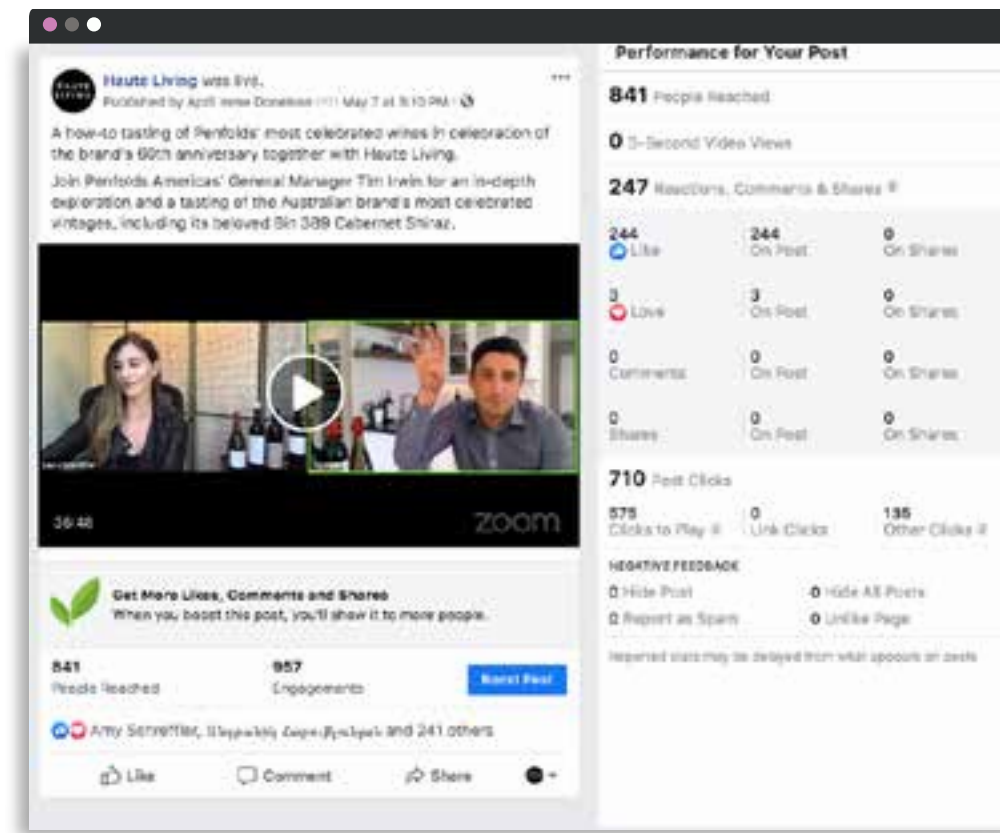 Performance for Your Post
HAUTE LIVING
Haute Living was live.
Published by April Irene Donelson May 7 at 5:10 PM
A how-to tasting of Penfolds' most celebrated wines in celebration of
the brand's 60th anniversary together with Haute Living.
Join Penfolds Americas' General Manager Tim Irwin for an in-depth
exploration and a tasting of the Australian brand's most celebrated
vintages, including its beloved Bin 389 Cabernet Shiraz.
36:48
zoom
Get More Likes, Comments and Shares
When you boost this post, you'll show it to more people.
841
People Reached
957
Engagements
Boost Post
Amy Schreffler, and 241 others
Like
Comment
Share
841 People Reached
0 3-Second Video Views
247 Reactions, Comments & Shares
244
Like
244
On Post
0
On Shares
3
Love
3
On Post
0
On Shares
0
Comments
0
On Post
0
On Shares
0
Shares
0
On Post
0
On Shares
710 Post Clicks
575
Clicks to Play
0
Link Clicks
135
Other Clicks
NEGATIVE FEEDBACK
0 Hide Post
0 Hide All Posts
0 Report as Spam
0 Unlike Page
Reported stats may be delayed from what appears on posts